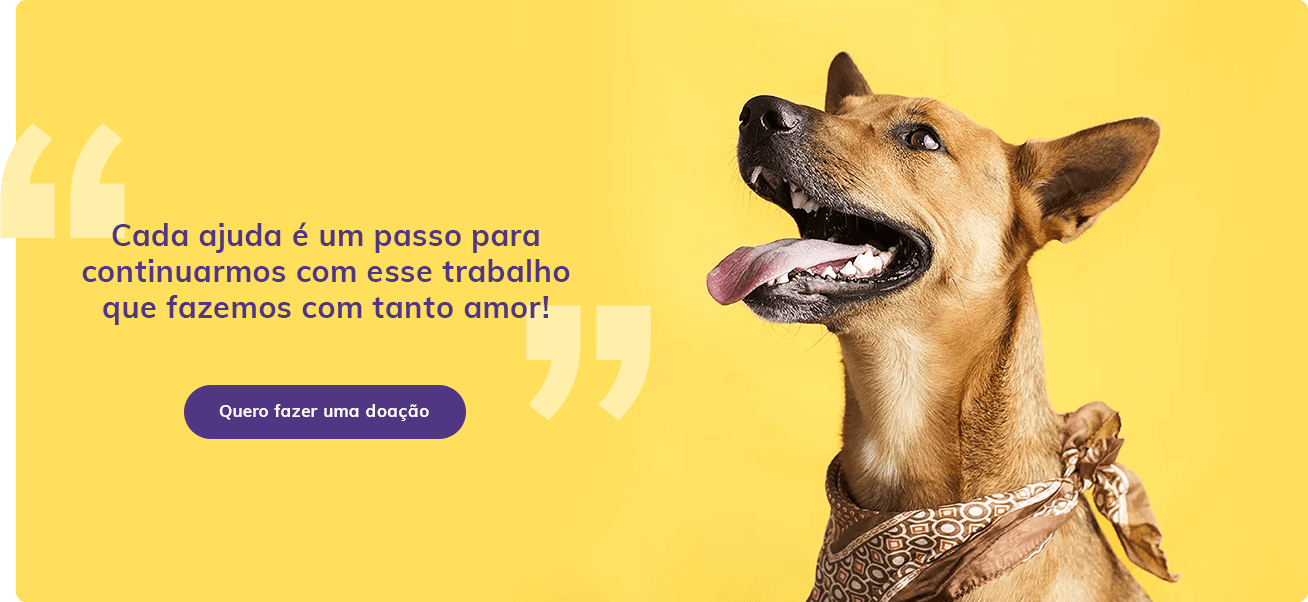 Cada ajuda é um passo para
continuarmos com esse trabalho
que fazemos com tanto amor!
Quero fazer uma doação